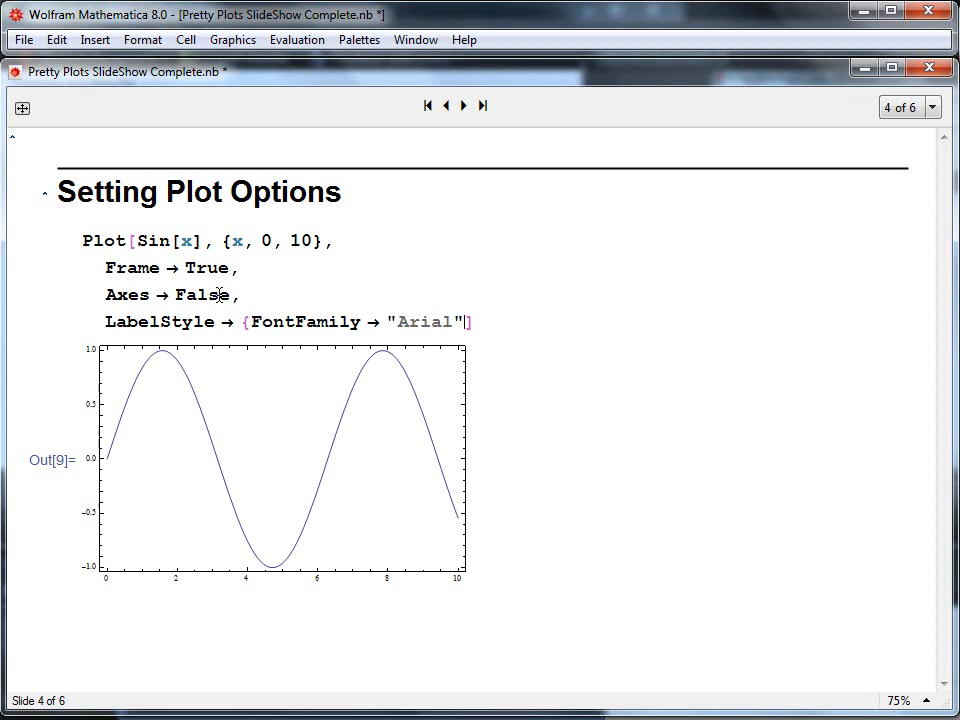 Wolfram Mathematica 8.0 - [Pretty Plots SlideShow Complete.nb *]
File Edit Insert Format Cell Graphics Evaluation Palettes Window Help
Pretty Plots SlideShow Complete.nb *
4 of 6
Setting Plot Options
Plot[Sin[x], {x, 0, 10},
Frame → True,
Axes → False,
LabelStyle → {FontFamily → "Arial"]
1.0
0.5
Out[9]= 0.0
-0.5
-1.0
0 2 4 6 8 10
Slide 4 of 6 75%